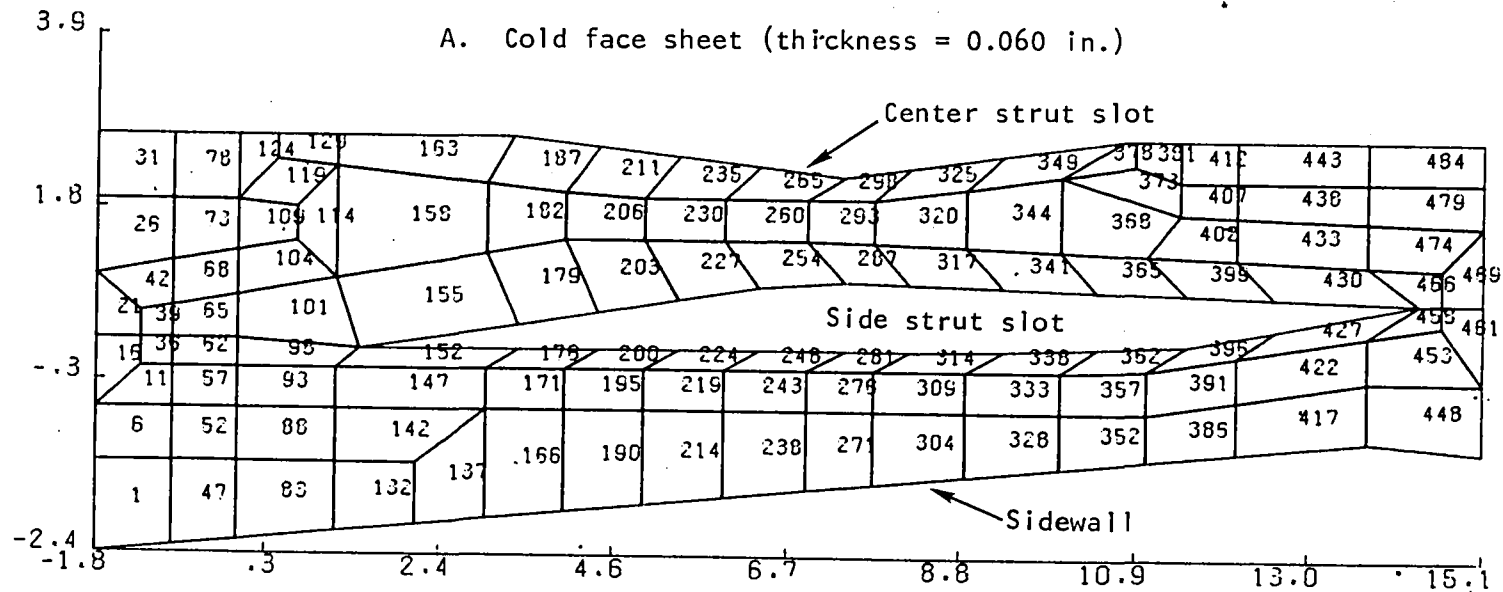 3.9
A. Cold face sheet (thickness = 0.060 in.)
Center strut slot
31 78 124 129 163 187 211 235 265 298 325 349 378 381 412 443 484
119 373
1.8
26 73 109 114 158 182 206 230 260 293 320 344 368 407 438 479
402 433 474
42 68 104 179 203 227 254 287 317 341 365 399 430 466 469
21 39 65 101 155
Side strut slot
16 36 62 98 152 176 200 224 248 281 314 338 362 396 427 458 461
-.3
11 57 93 147 171 195 219 243 276 309 333 357 391 422 453
6 52 88 142 417 448
1 47 83 132 137 166 190 214 238 271 304 328 352 385
Sidewall
-2.4
-1.8 .3 2.4 4.6 6.7 8.8 10.9 13.0 15.1